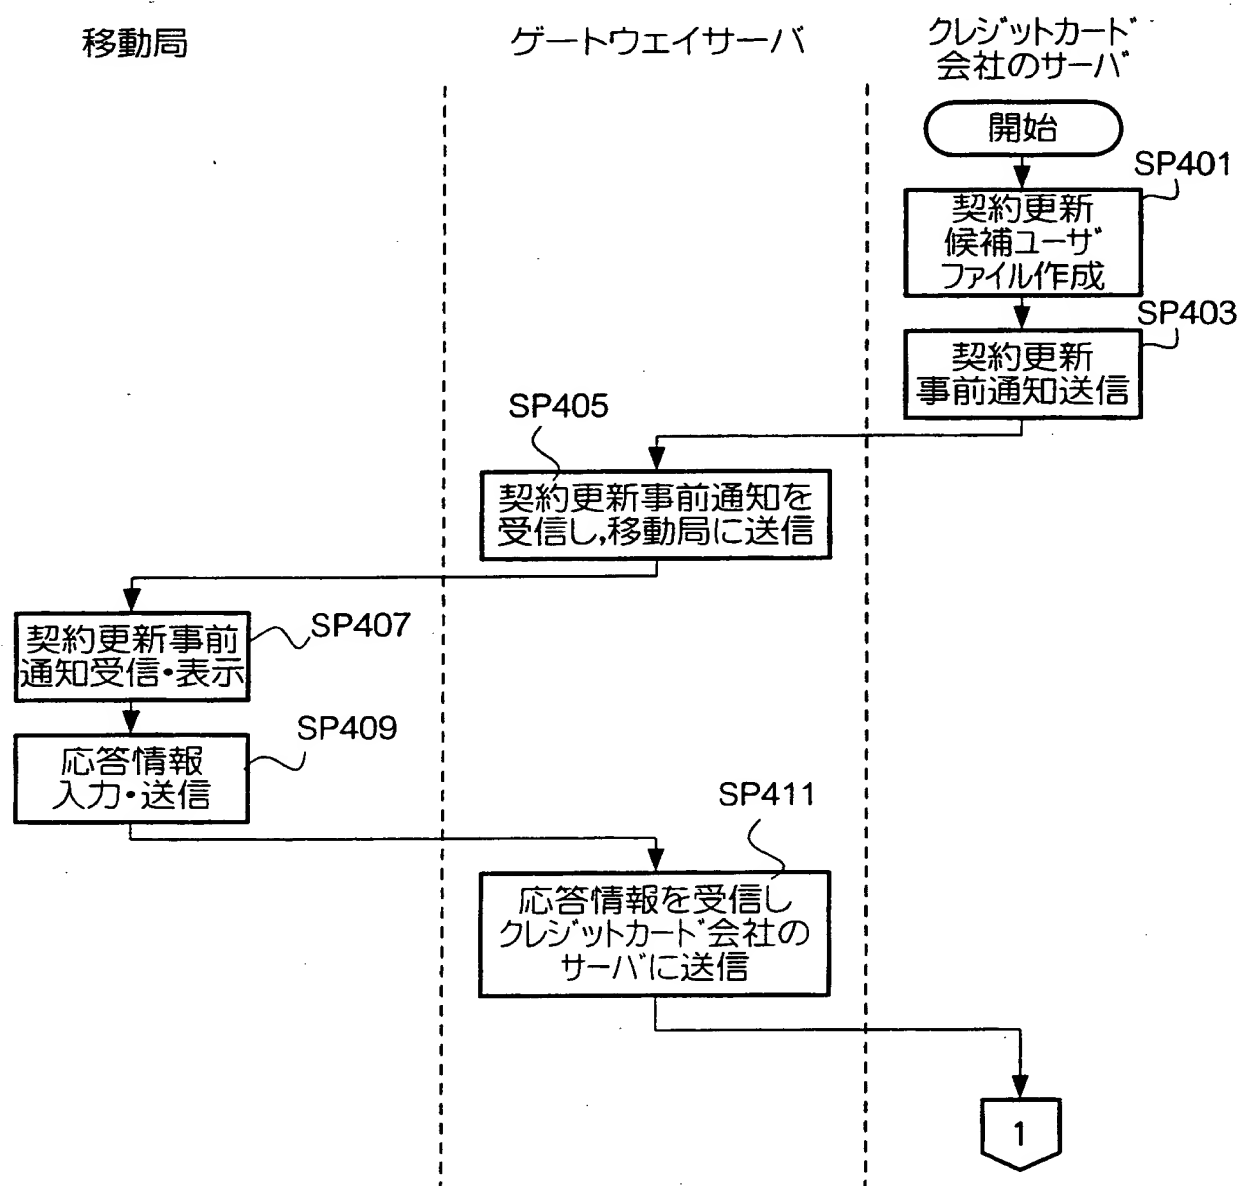 移動局
ゲートウェイサーバ
クレジットカード
会社のサーバ
開始
SP401
契約更新
候補ユーザ
ファイル作成
SP403
契約更新
事前通知送信
SP405
契約更新事前通知を
受信し,移動局に送信
SP407
契約更新事前
通知受信・表示
SP409
応答情報
入力・送信
SP411
応答情報を受信し
クレジットカード会社の
サーバに送信
1